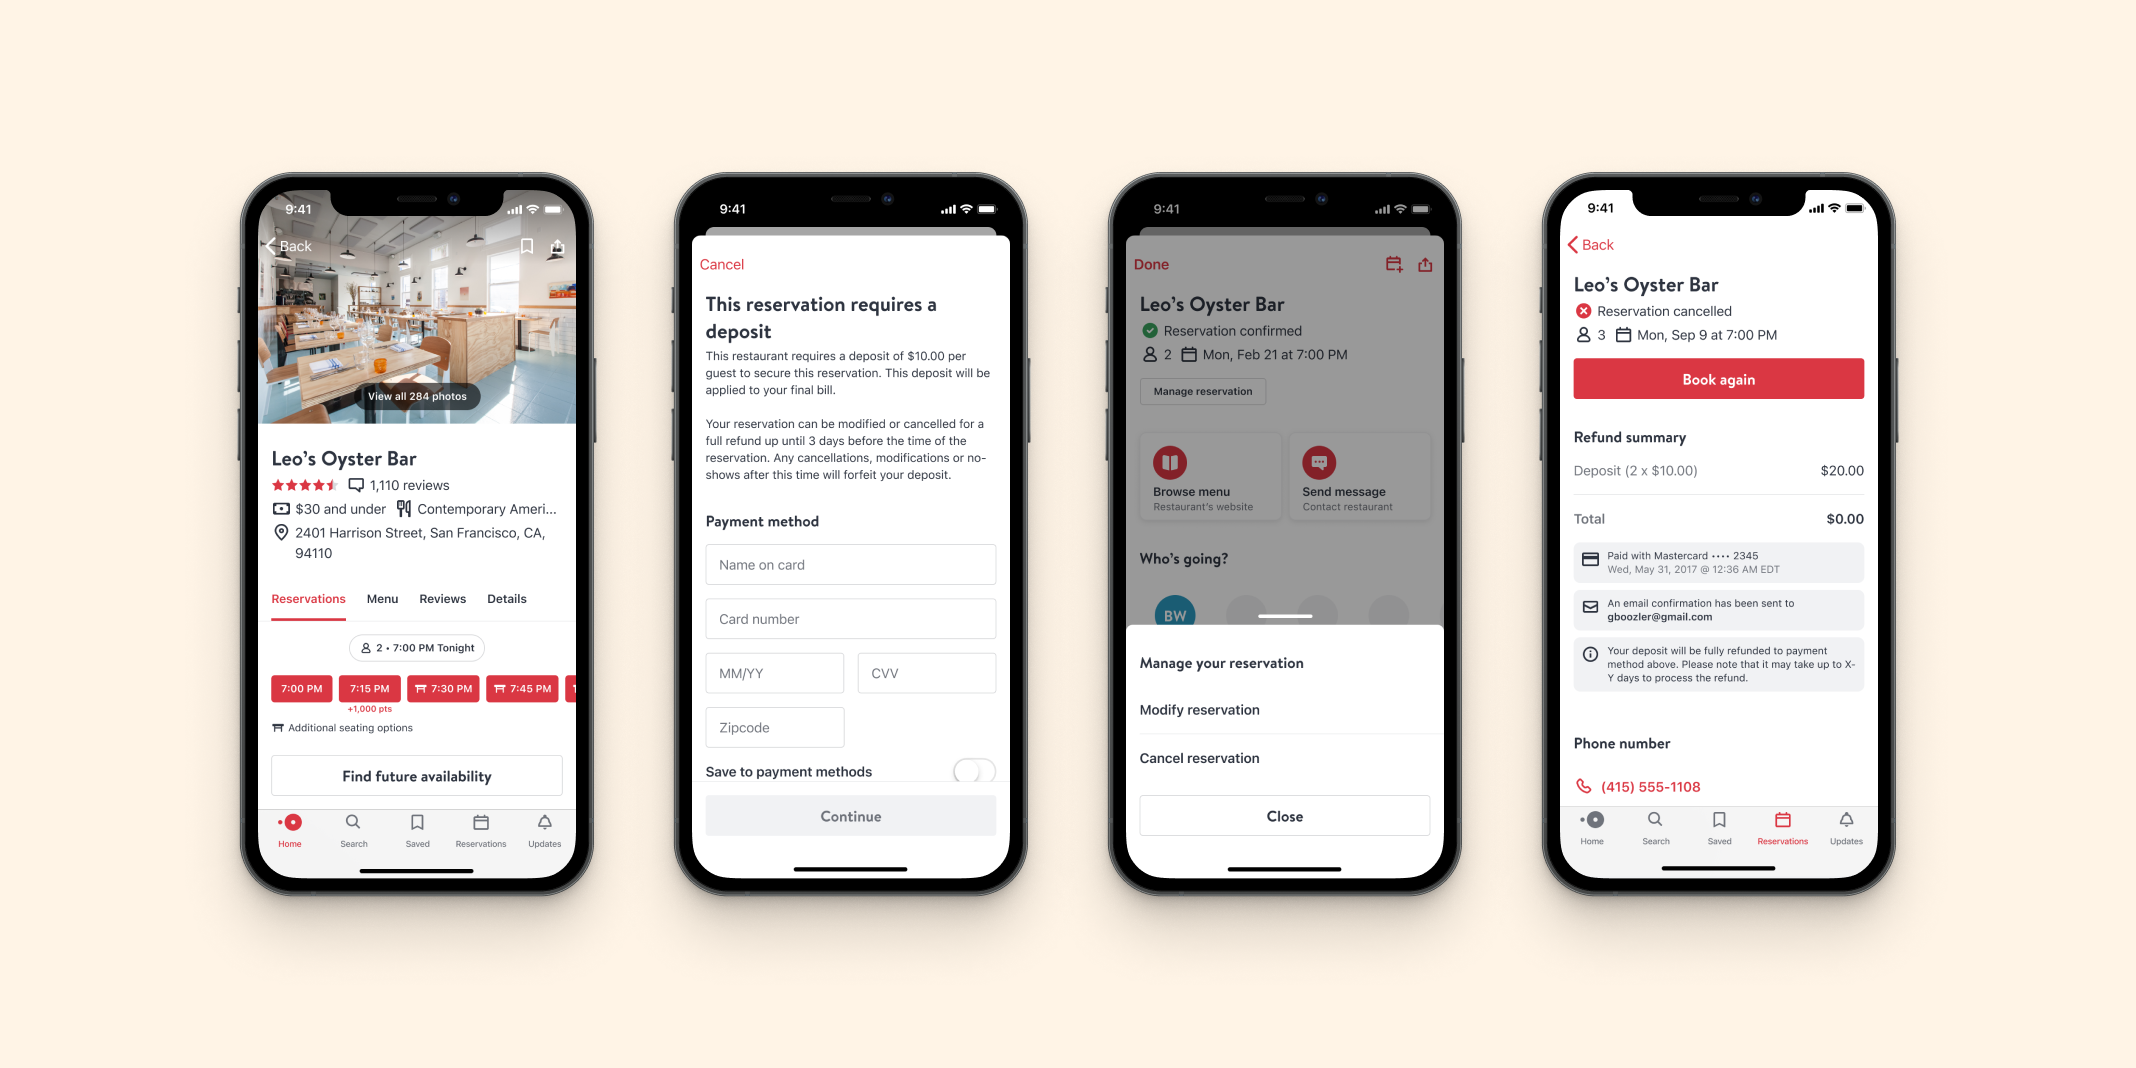 9:41
Back
View all 284 photos
Leo's Oyster Bar
1,110 reviews
$30 and under Contemporary Ameri...
2401 Harrison Street, San Francisco, CA,
94110
Reservations Menu Reviews Details
2 • 7:00 PM Tonight
7:00 PM 7:15 PM 7:30 PM 7:45 PM
+1,000 pts
Additional seating options
Find future availability
Home Search Saved Reservations Updates
9:41
Cancel
This reservation requires a
deposit
This restaurant requires a deposit of $10.00 per
guest to secure this reservation. This deposit will be
applied to your final bill.
Your reservation can be modified or cancelled for a
full refund up until 3 days before the time of the
reservation. Any cancellations, modifications or no-
shows after this time will forfeit your deposit.
Payment method
Name on card
Card number
MM/YY CVV
Zipcode
Save to payment methods
Continue
9:41
Done
Leo's Oyster Bar
Reservation confirmed
2 Mon, Feb 21 at 7:00 PM
Manage reservation
Browse menu
Restaurant's website
Send message
Contact restaurant
Who's going?
BW
Manage your reservation
Modify reservation
Cancel reservation
Close
9:41
Back
Leo's Oyster Bar
Reservation cancelled
3 Mon, Sep 9 at 7:00 PM
Book again
Refund summary
Deposit (2 x $10.00) $20.00
Total $0.00
Paid with Mastercard •••• 2345
Wed, May 31, 2017 @ 12:36 AM EDT
An email confirmation has been sent to
gboozler@gmail.com
Your deposit will be fully refunded to payment
method above. Please note that it may take up to X-
Y days to process the refund.
Phone number
(415) 555-1108
Home Search Saved Reservations Updates